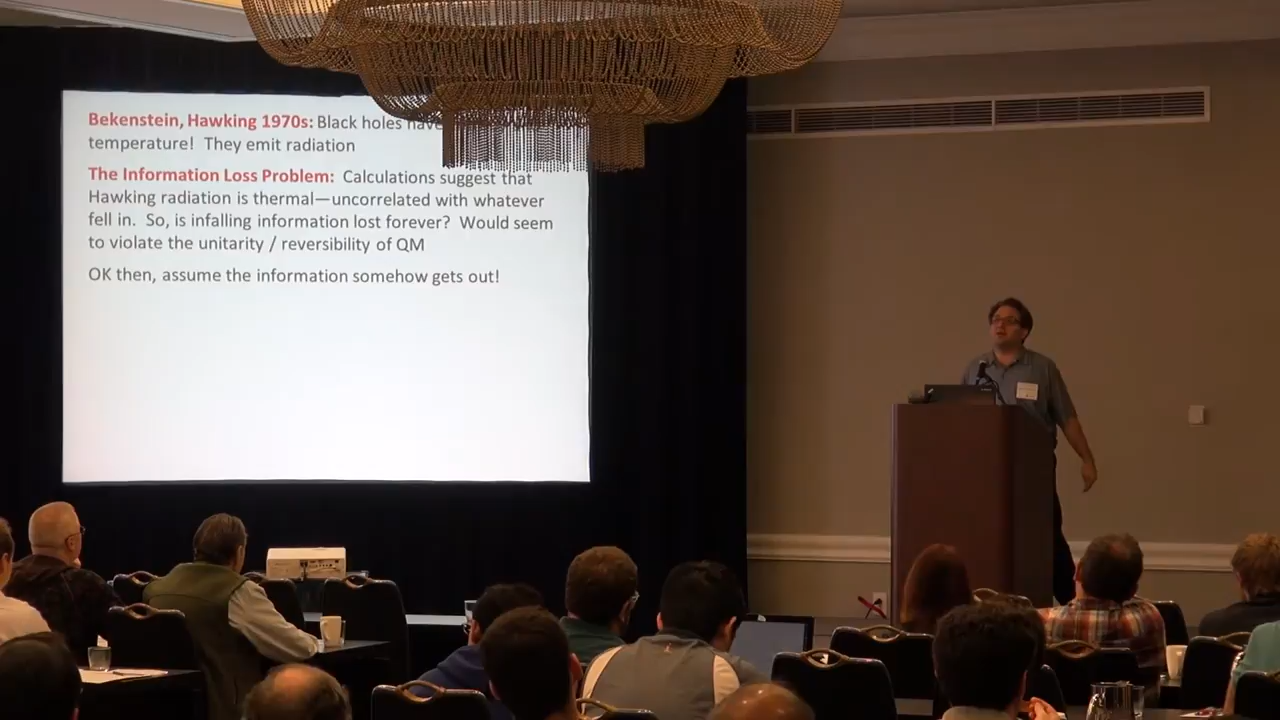 Bekenstein, Hawking 1970s: Black holes have
temperature! They emit radiation
The Information Loss Problem: Calculations suggest that
Hawking radiation is thermal—uncorrelated with whatever
fell in. So, is infalling information lost forever? Would seem
to violate the unitarity / reversibility of QM
OK then, assume the information somehow gets out!